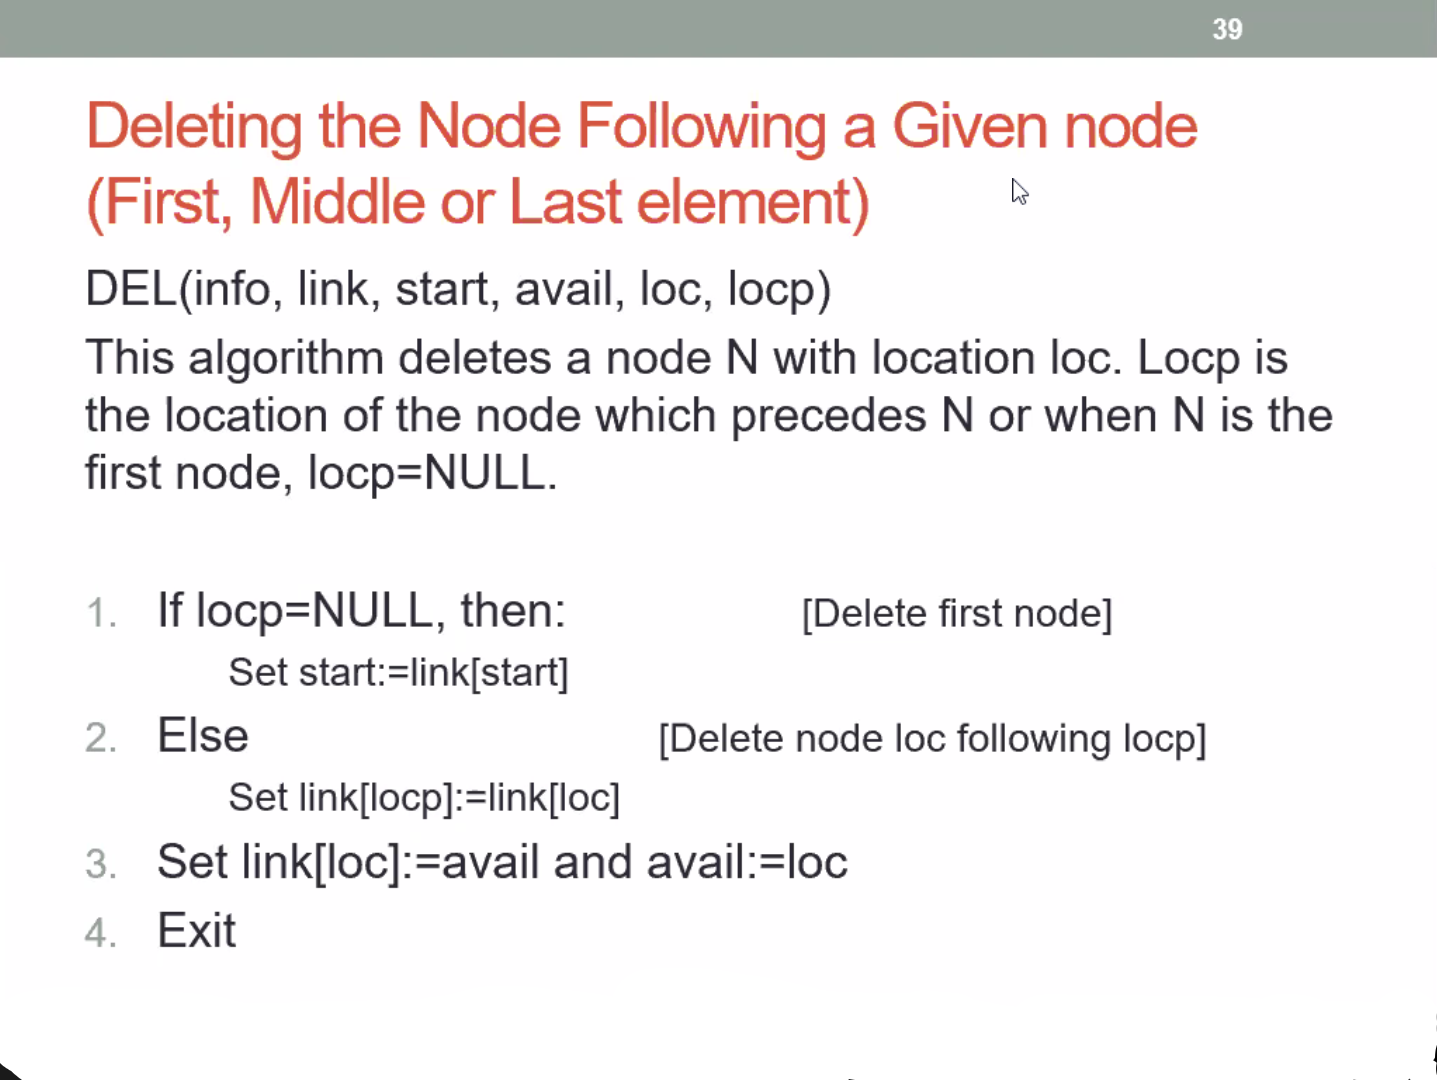 39
Deleting the Node Following a Given node
(First, Middle or Last element)
DEL(info, link, start, avail, loc, locp)
This algorithm deletes a node N with location loc. Locp is
the location of the node which precedes N or when N is the
first node, locp=NULL.
1. If locp=NULL, then: [Delete first node]
Set start:=link[start]
2. Else [Delete node loc following locp]
Set link[locp]:=link[loc]
3. Set link[loc]:=avail and avail:=loc
4. Exit